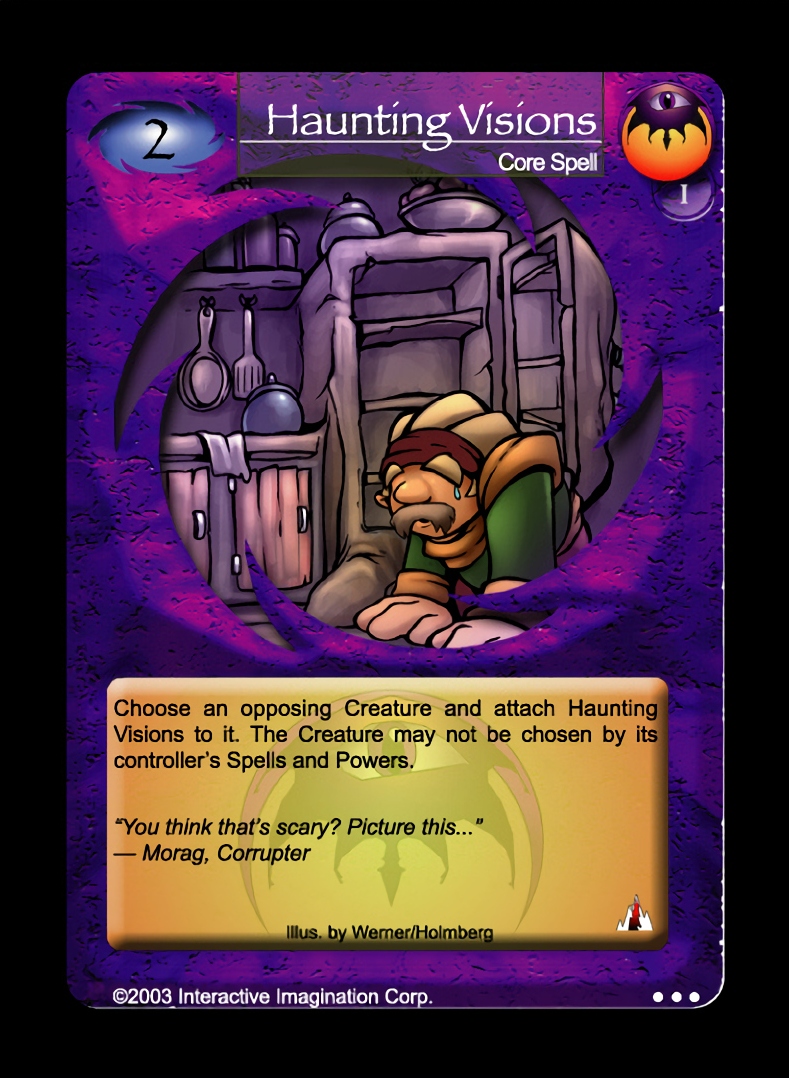 2
Haunting Visions
Core Spell
I
Choose an opposing Creature and attach Haunting
Visions to it. The Creature may not be chosen by its
controller's Spells and Powers.
"You think that's scary? Picture this..."
— Morag, Corrupter
Illus. by Werner/Holmberg
©2003 Interactive Imagination Corp.